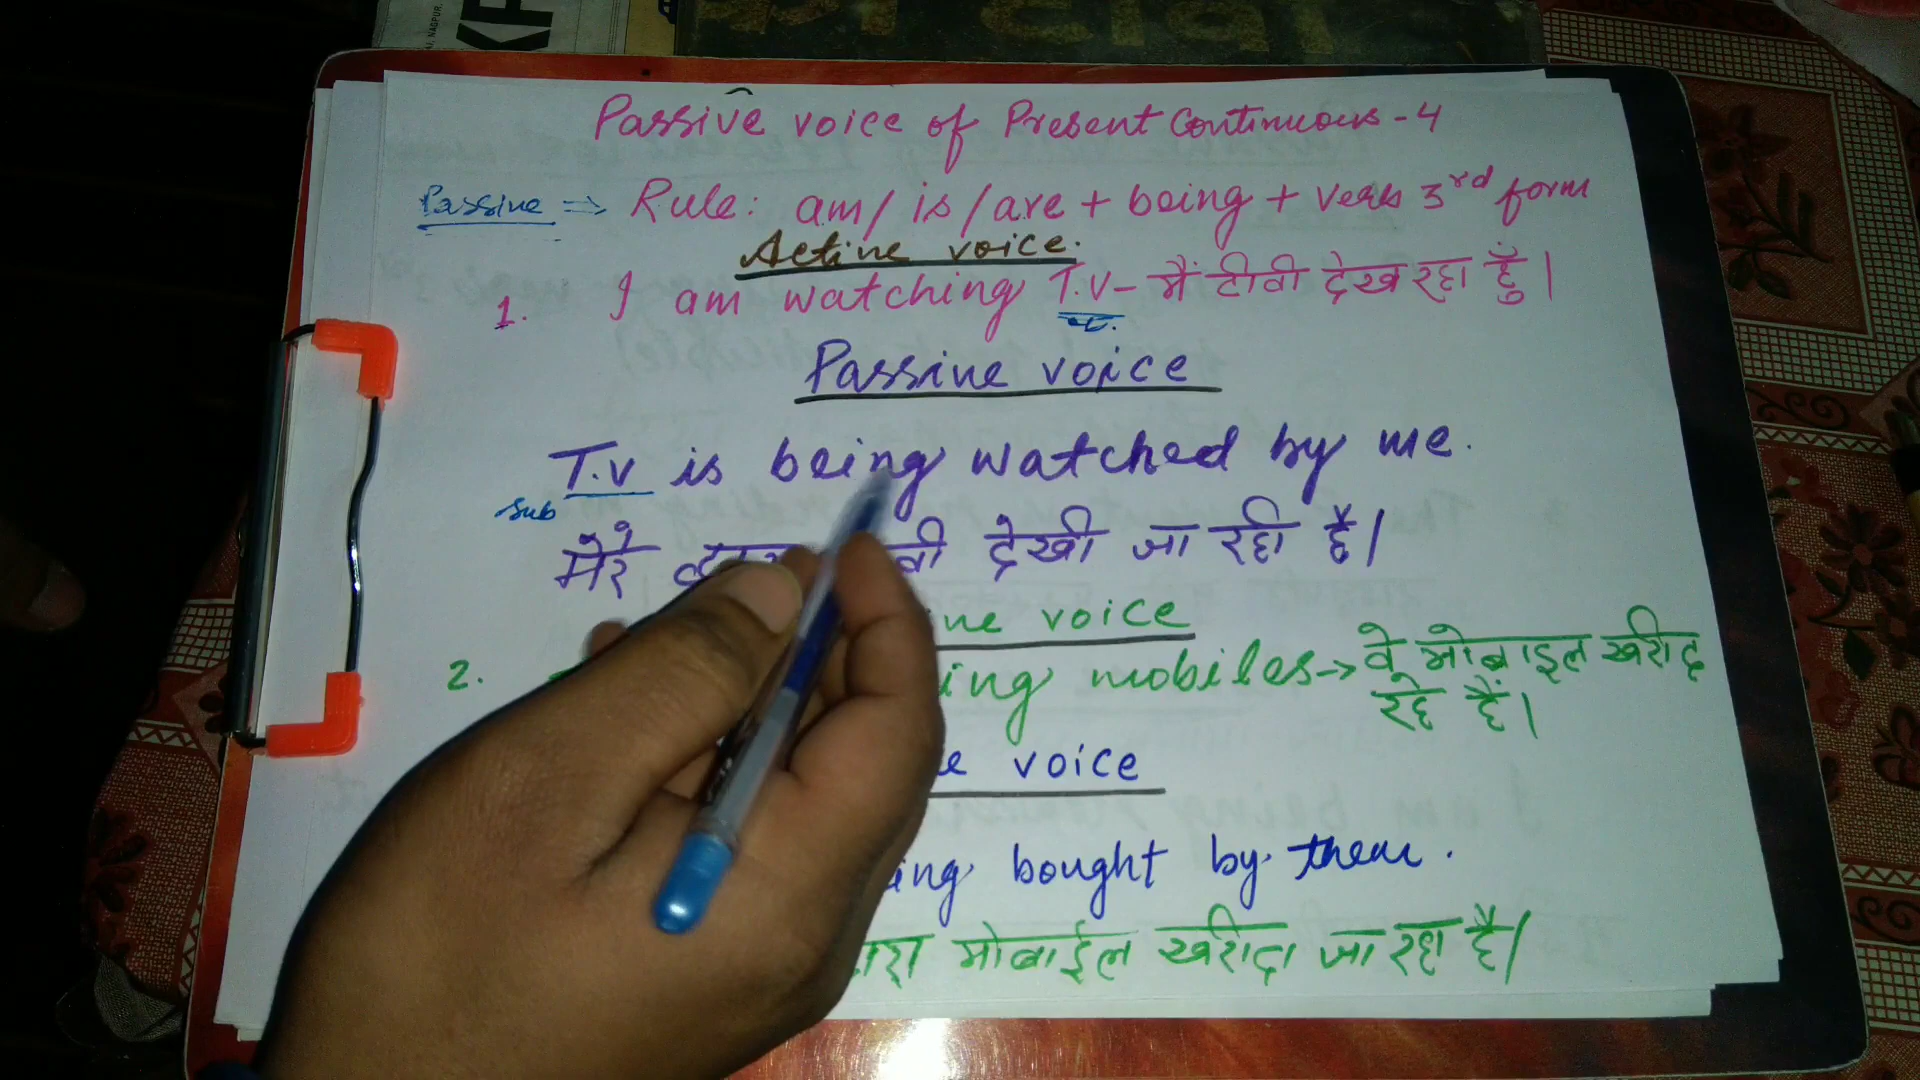 Passive voice of Present Continuous - 4
Passive ⇒ Rule: am/ is /are + being + verb 3rd form
Active voice.
1. I am watching T.V - मैं टीवी देख रहा हूँ।
Passive voice
T.V is being watched by me.
Sub
मेरे देखी जा रही है।
voice
2. mobiles → वे मोबाइल खरीद
रहे हैं।
voice
bought by them.
मोबाईल खरीदा जा रहा है।